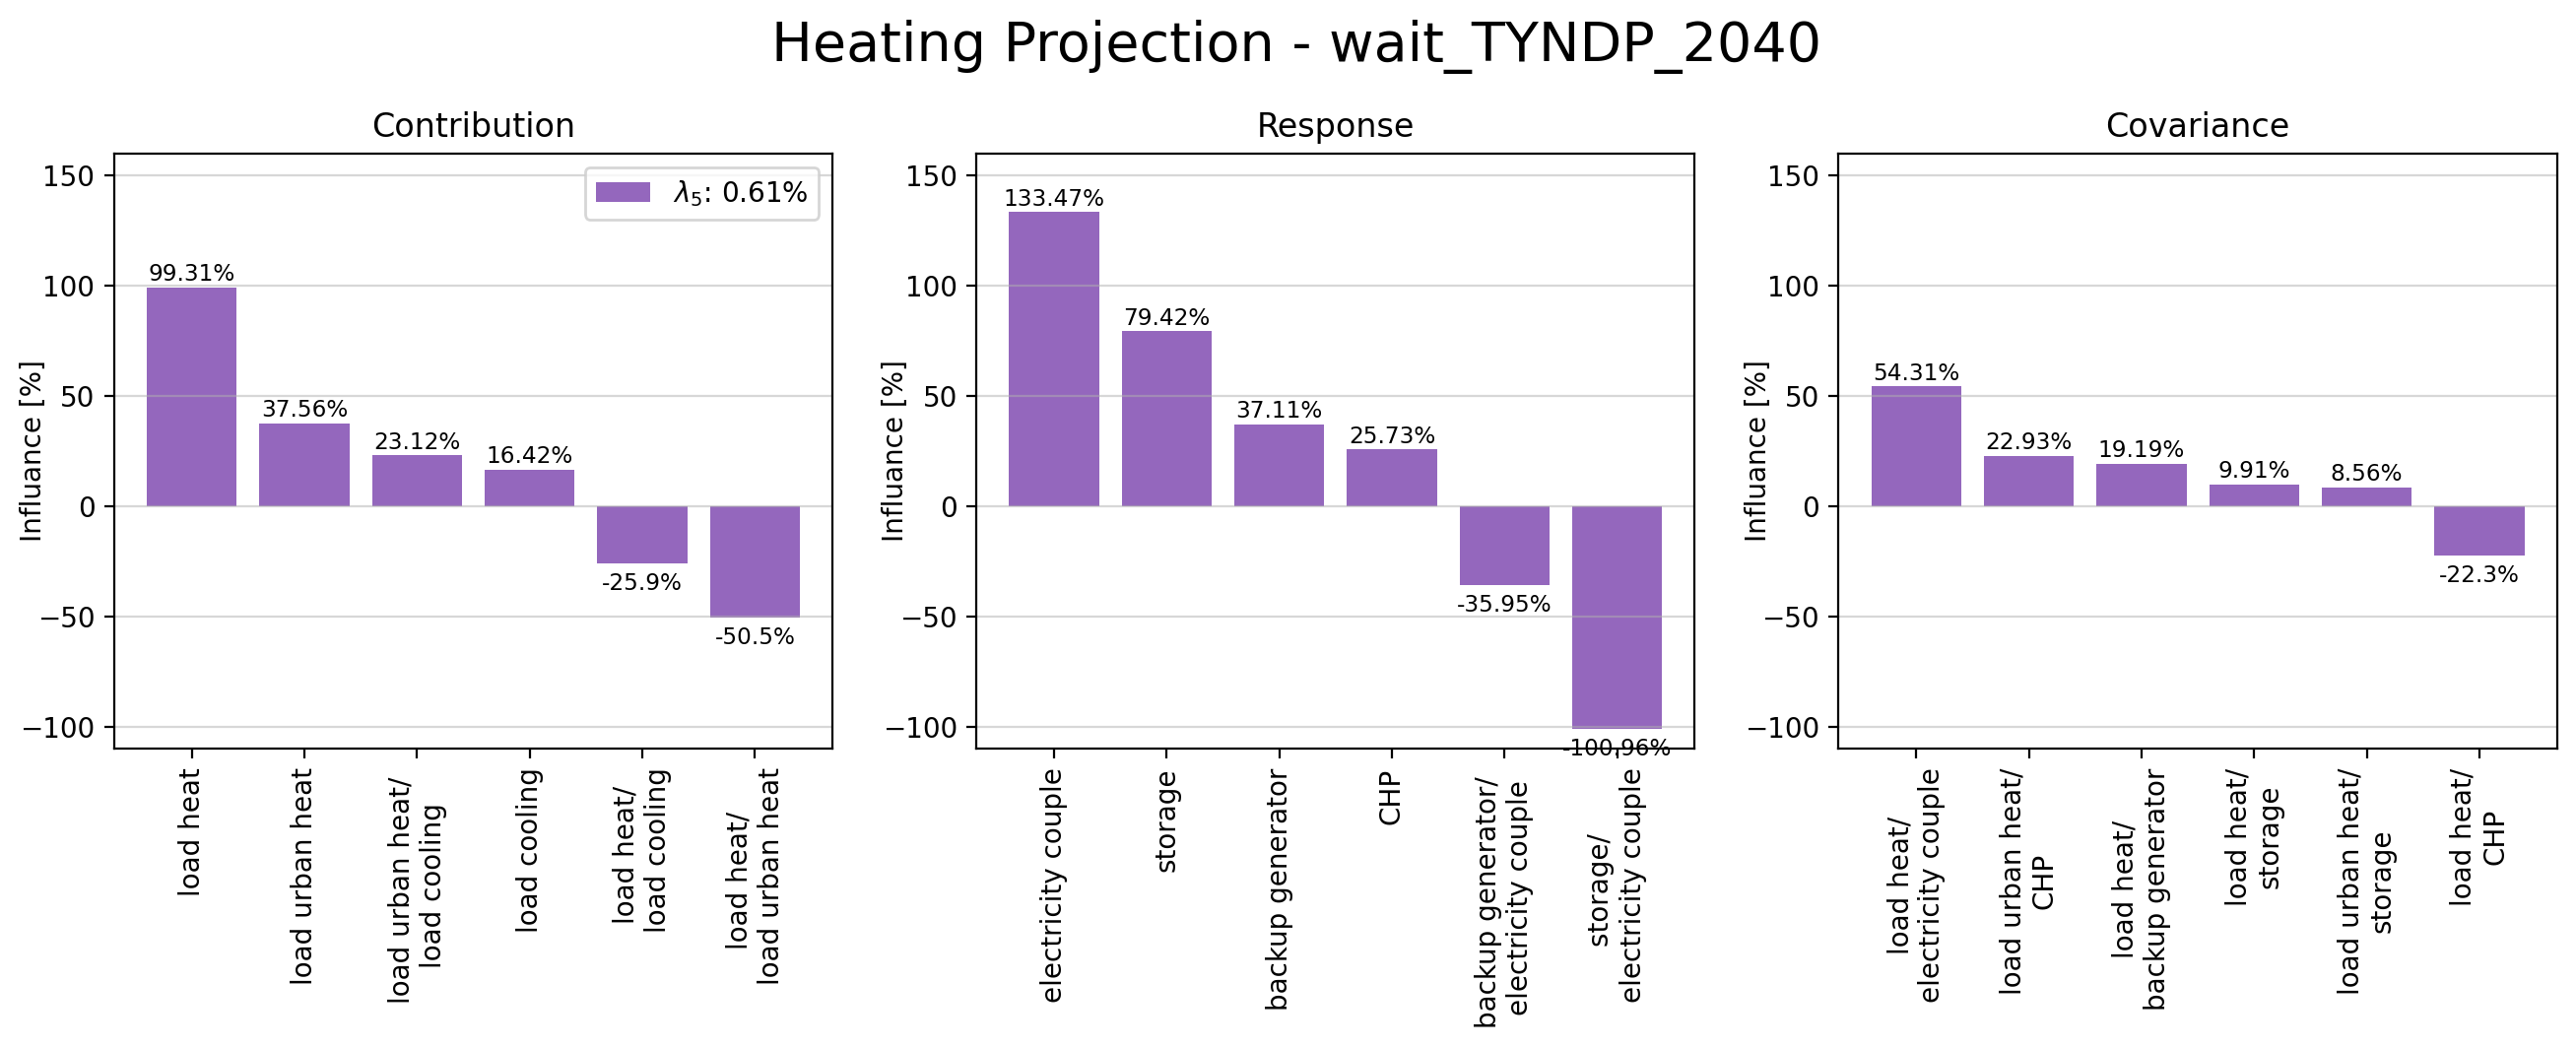 Heating Projection - wait_TYNDP_2040
Contribution
Influance [%]
150
100
50
0
−50
−100
λ5: 0.61%
99.31%
37.56%
23.12%
16.42%
-25.9%
-50.5%
load heat
load urban heat
load urban heat/
load cooling
load cooling
load heat/
load cooling
load heat/
load urban heat
Response
Influance [%]
150
100
50
0
−50
−100
133.47%
79.42%
37.11%
25.73%
-35.95%
-100.96%
electricity couple
storage
backup generator
CHP
backup generator/
electricity couple
storage/
electricity couple
Covariance
Influance [%]
150
100
50
0
−50
−100
54.31%
22.93%
19.19%
9.91%
8.56%
-22.3%
load heat/
electricity couple
load urban heat/
CHP
load heat/
backup generator
load heat/
storage
load urban heat/
storage
load heat/
CHP